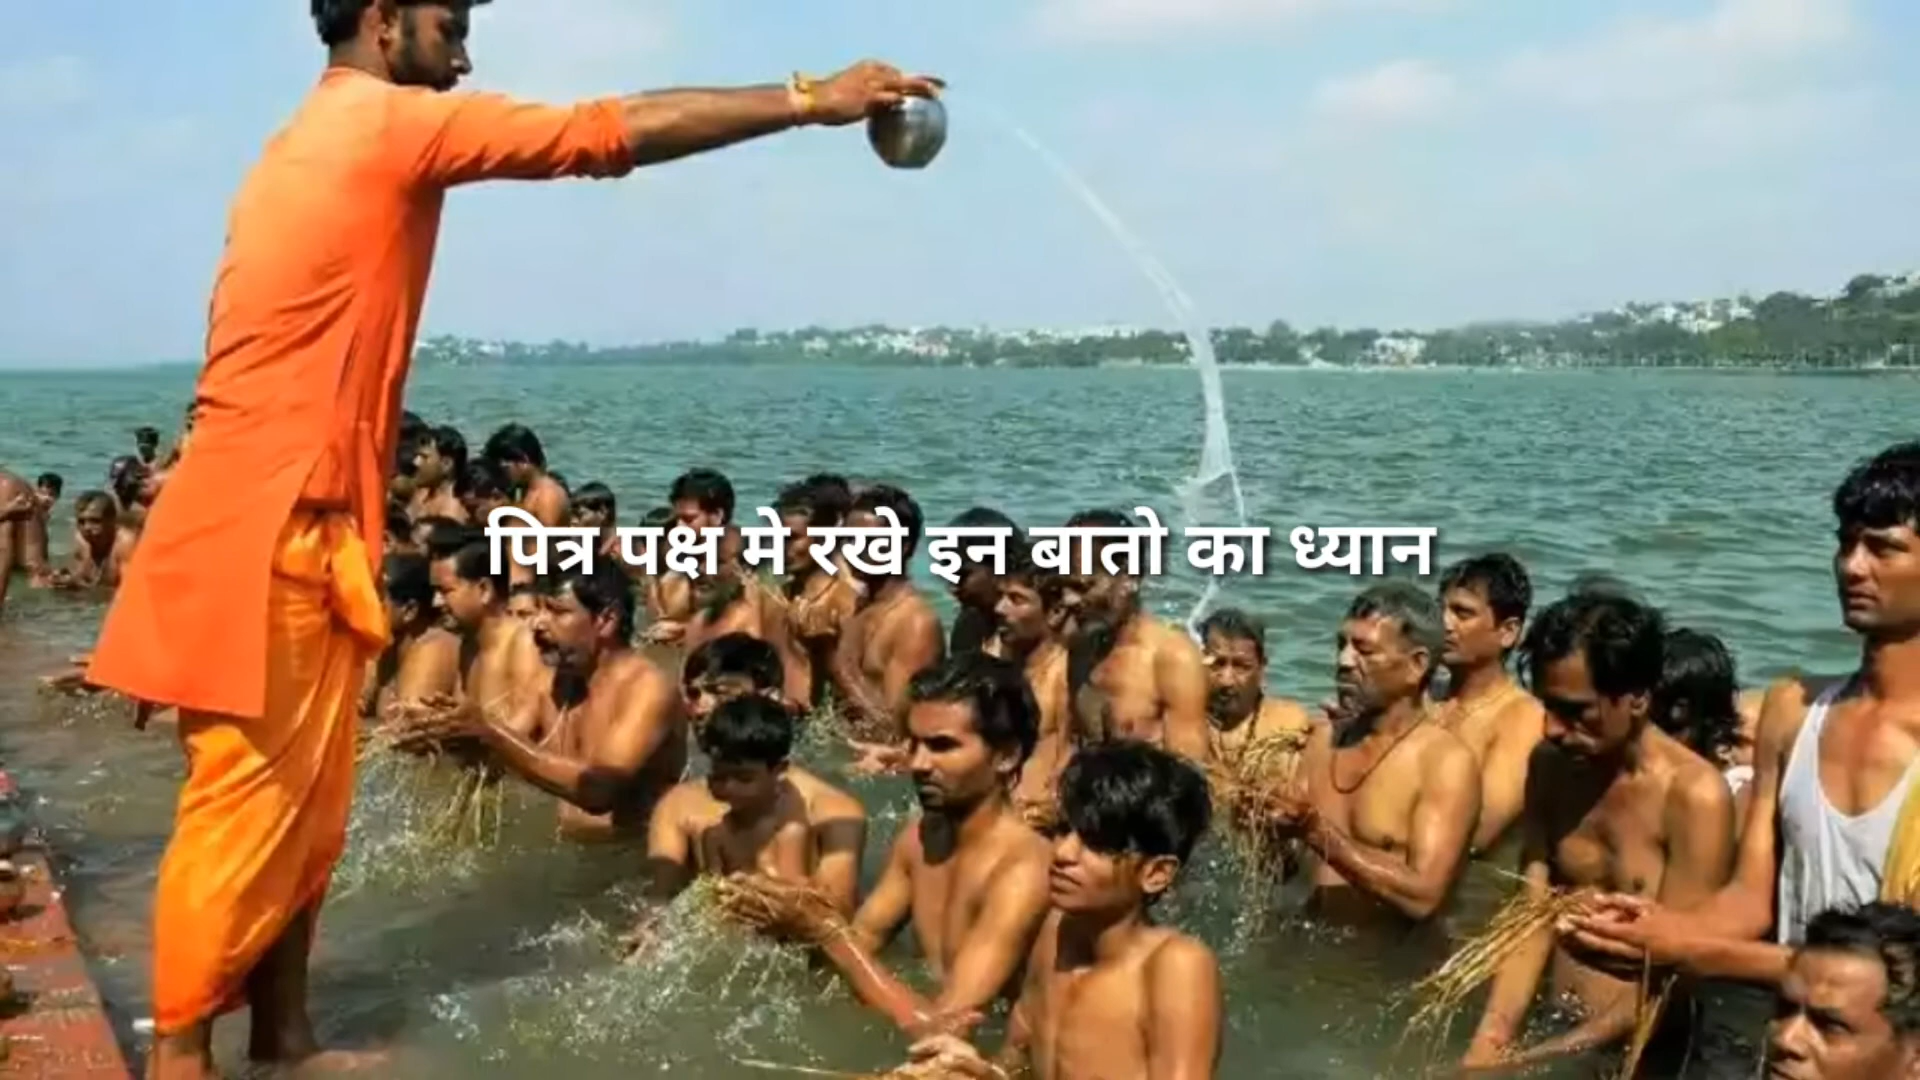 पित्र पक्ष मे रखे इन बातो का ध्यान